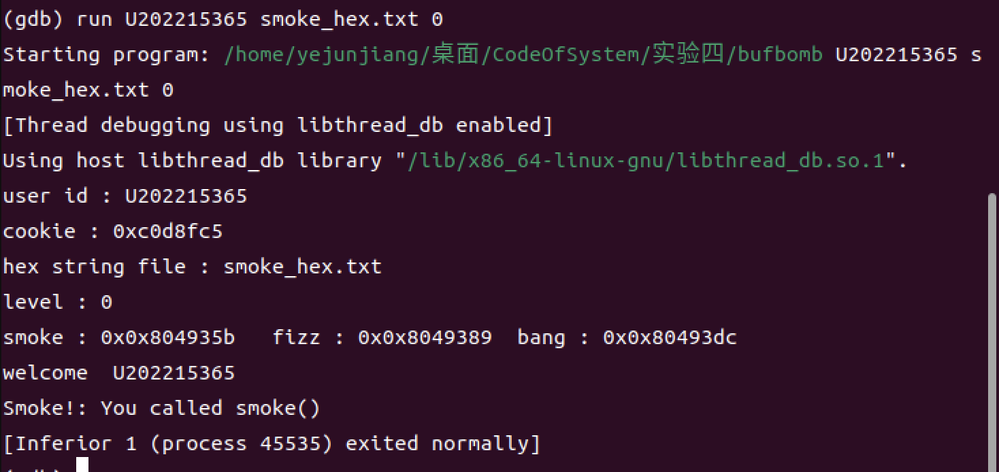 (gdb) run U202215365 smoke_hex.txt 0
Starting program: /home/yejunjiang/桌面/CodeOfSystem/实验四/bufbomb U202215365 s
moke_hex.txt 0
[Thread debugging using libthread_db enabled]
Using host libthread_db library "/lib/x86_64-linux-gnu/libthread_db.so.1".
user id : U202215365
cookie : 0xc0d8fc5
hex string file : smoke_hex.txt
level : 0
smoke : 0x0x804935b   fizz : 0x0x8049389  bang : 0x0x80493dc
welcome  U202215365
Smoke!: You called smoke()
[Inferior 1 (process 45535) exited normally]